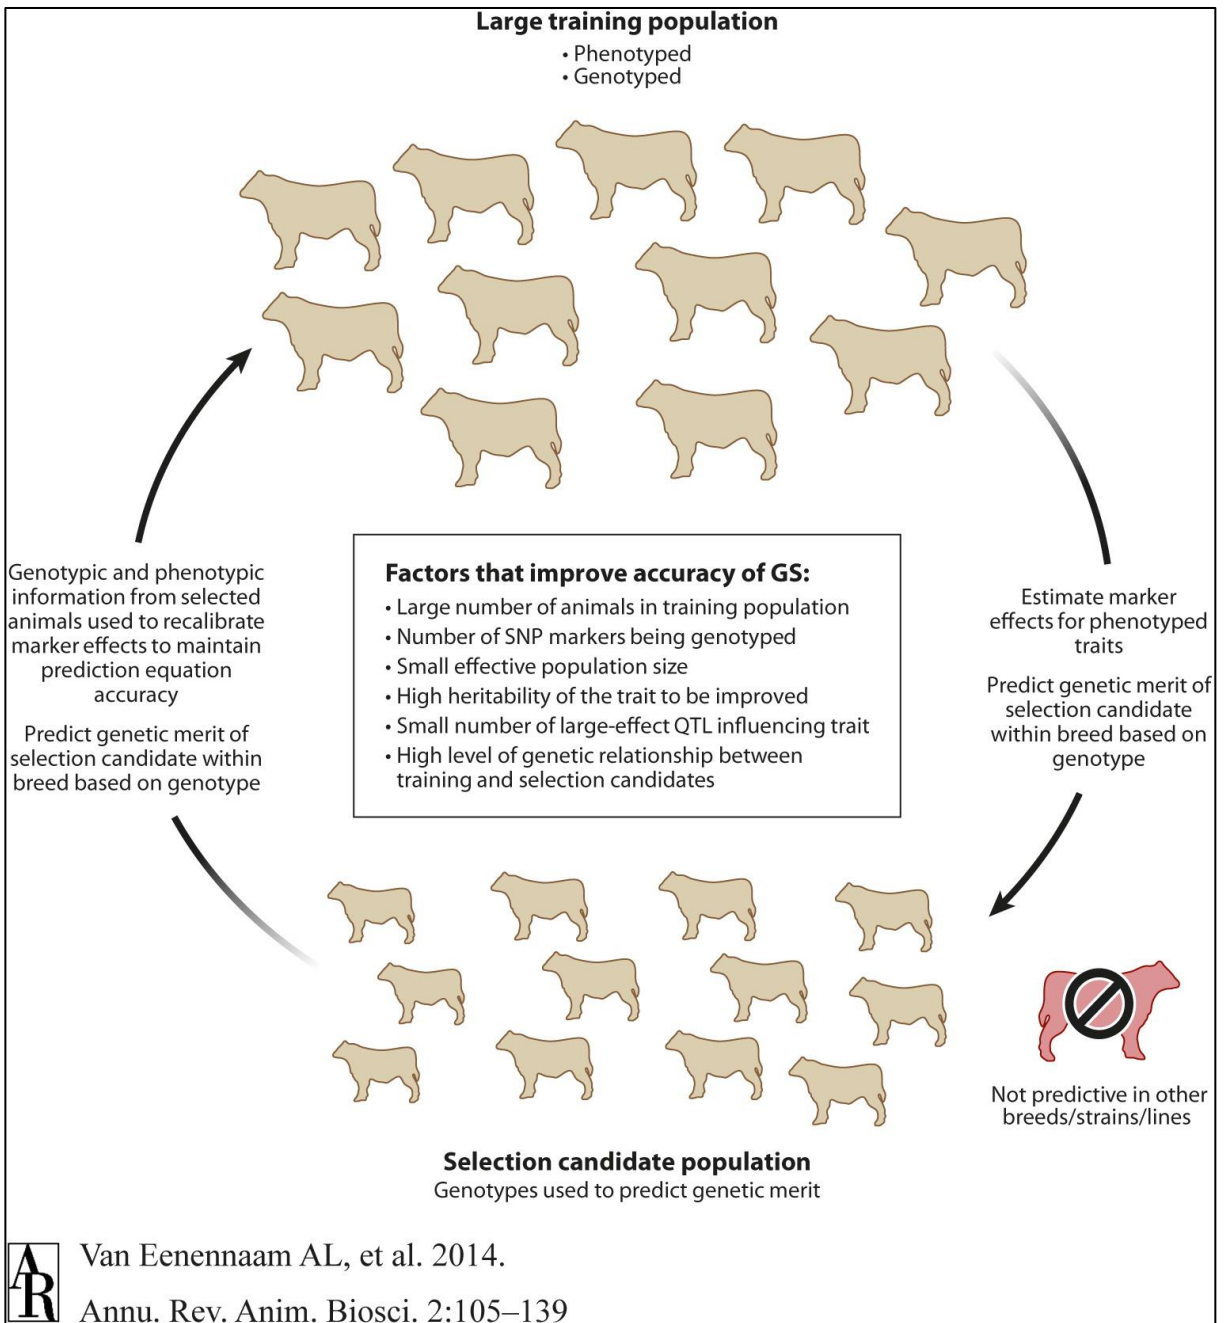 Large training population
• Phenotyped
• Genotyped
Genotypic and phenotypic
information from selected
animals used to recalibrate
marker effects to maintain
prediction equation
accuracy
Predict genetic merit of
selection candidate within
breed based on genotype
Factors that improve accuracy of GS:
• Large number of animals in training population
• Number of SNP markers being genotyped
• Small effective population size
• High heritability of the trait to be improved
• Small number of large-effect QTL influencing trait
• High level of genetic relationship between
training and selection candidates
Estimate marker
effects for phenotyped
traits
Predict genetic merit of
selection candidate
within breed based on
genotype
Not predictive in other
breeds/strains/lines
Selection candidate population
Genotypes used to predict genetic merit
AR
Van Eenennaam AL, et al. 2014.
Annu. Rev. Anim. Biosci. 2:105–139